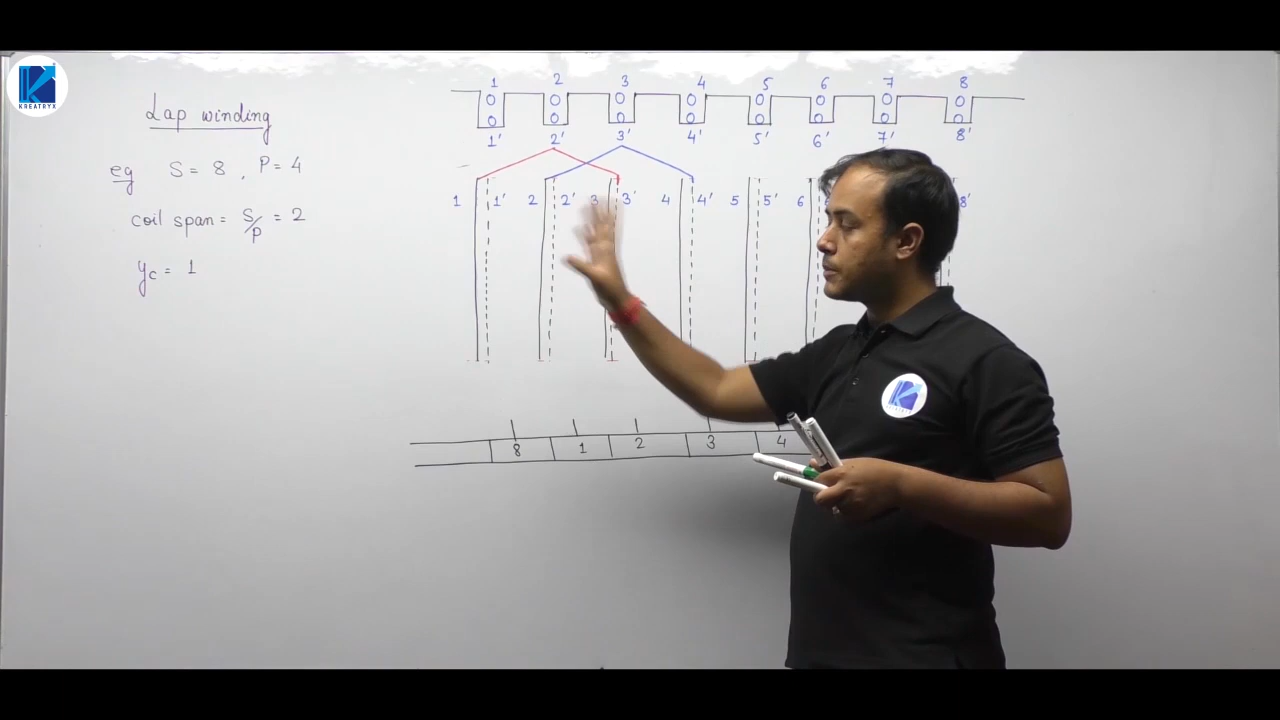 KREATRYX
Lap winding
eg S = 8 , P = 4
coil span = S/P = 2
yc = 1
1 2 3 4 5 6 7 8
1' 2' 3' 4' 5' 6' 7' 8'
1 1' 2 2' 3 3' 4 4' 5 5' 6 8'
8 1 2 3 4
KREATRYX